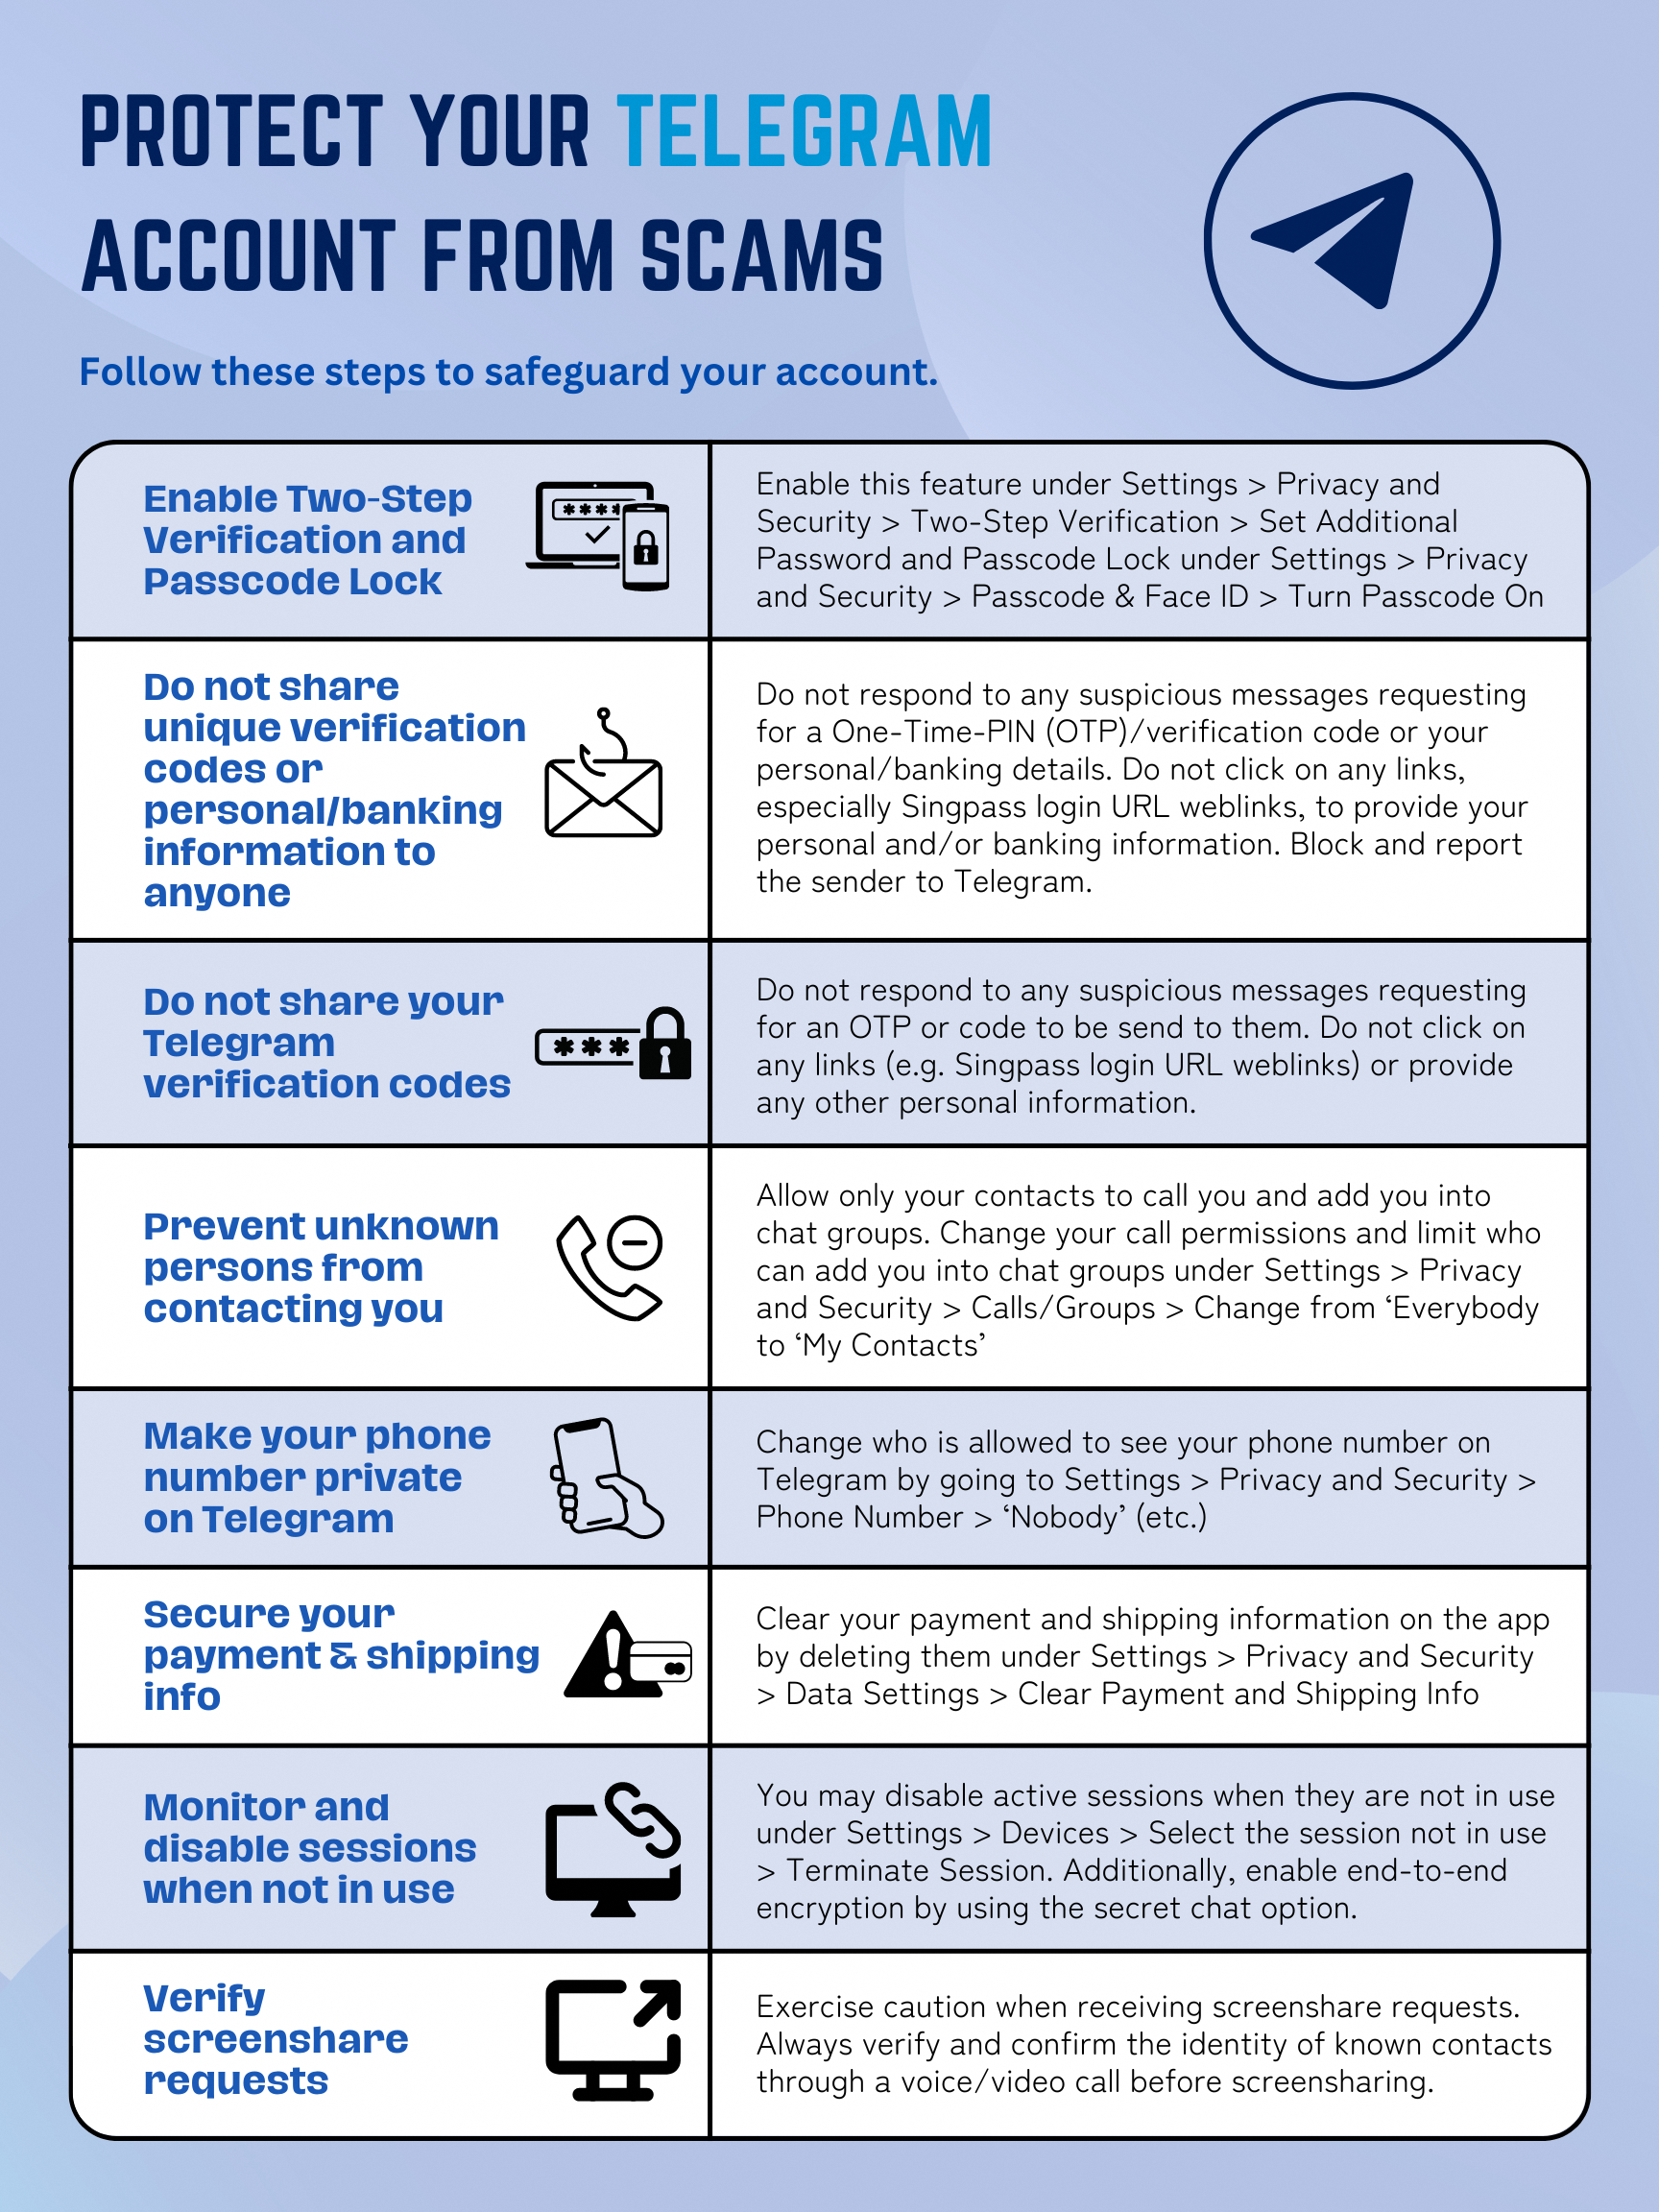 PROTECT YOUR TELEGRAM
ACCOUNT FROM SCAMS
Follow these steps to safeguard your account.
Enable Two-Step
Verification and
Passcode Lock
Enable this feature under Settings > Privacy and
Security > Two-Step Verification > Set Additional
Password and Passcode Lock under Settings > Privacy
and Security > Passcode & Face ID > Turn Passcode On
Do not share
unique verification
codes or
personal/banking
information to
anyone
Do not respond to any suspicious messages requesting
for a One-Time-PIN (OTP)/verification code or your
personal/banking details. Do not click on any links,
especially Singpass login URL weblinks, to provide your
personal and/or banking information. Block and report
the sender to Telegram.
Do not share your
Telegram
verification codes
Do not respond to any suspicious messages requesting
for an OTP or code to be send to them. Do not click on
any links (e.g. Singpass login URL weblinks) or provide
any other personal information.
Prevent unknown
persons from
contacting you
Allow only your contacts to call you and add you into
chat groups. Change your call permissions and limit who
can add you into chat groups under Settings > Privacy
and Security > Calls/Groups > Change from ‘Everybody
to ‘My Contacts’
Make your phone
number private
on Telegram
Change who is allowed to see your phone number on
Telegram by going to Settings > Privacy and Security >
Phone Number > ‘Nobody’ (etc.)
Secure your
payment & shipping
info
Clear your payment and shipping information on the app
by deleting them under Settings > Privacy and Security
> Data Settings > Clear Payment and Shipping Info
Monitor and
disable sessions
when not in use
You may disable active sessions when they are not in use
under Settings > Devices > Select the session not in use
> Terminate Session. Additionally, enable end-to-end
encryption by using the secret chat option.
Verify
screenshare
requests
Exercise caution when receiving screenshare requests.
Always verify and confirm the identity of known contacts
through a voice/video call before screensharing.